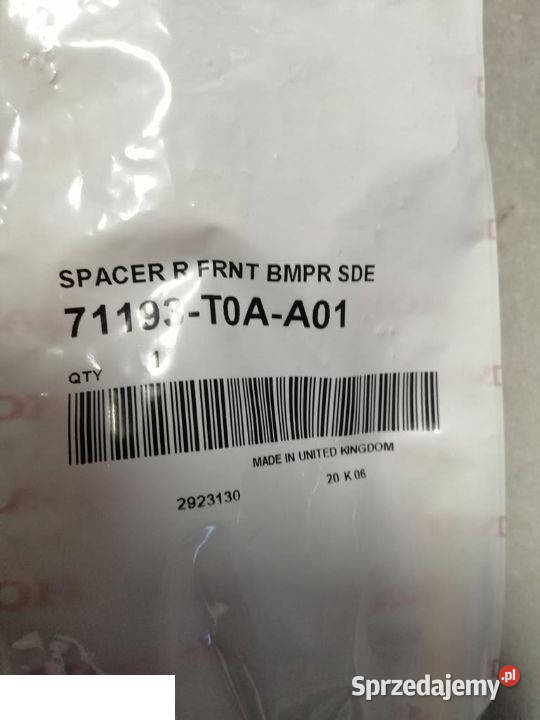 SPACER R FRNT BMPR SDE
71193-T0A-A01
QTY 1
MADE IN UNITED KINGDOM
20 K 06
2923130
Sprzedajemy.pl